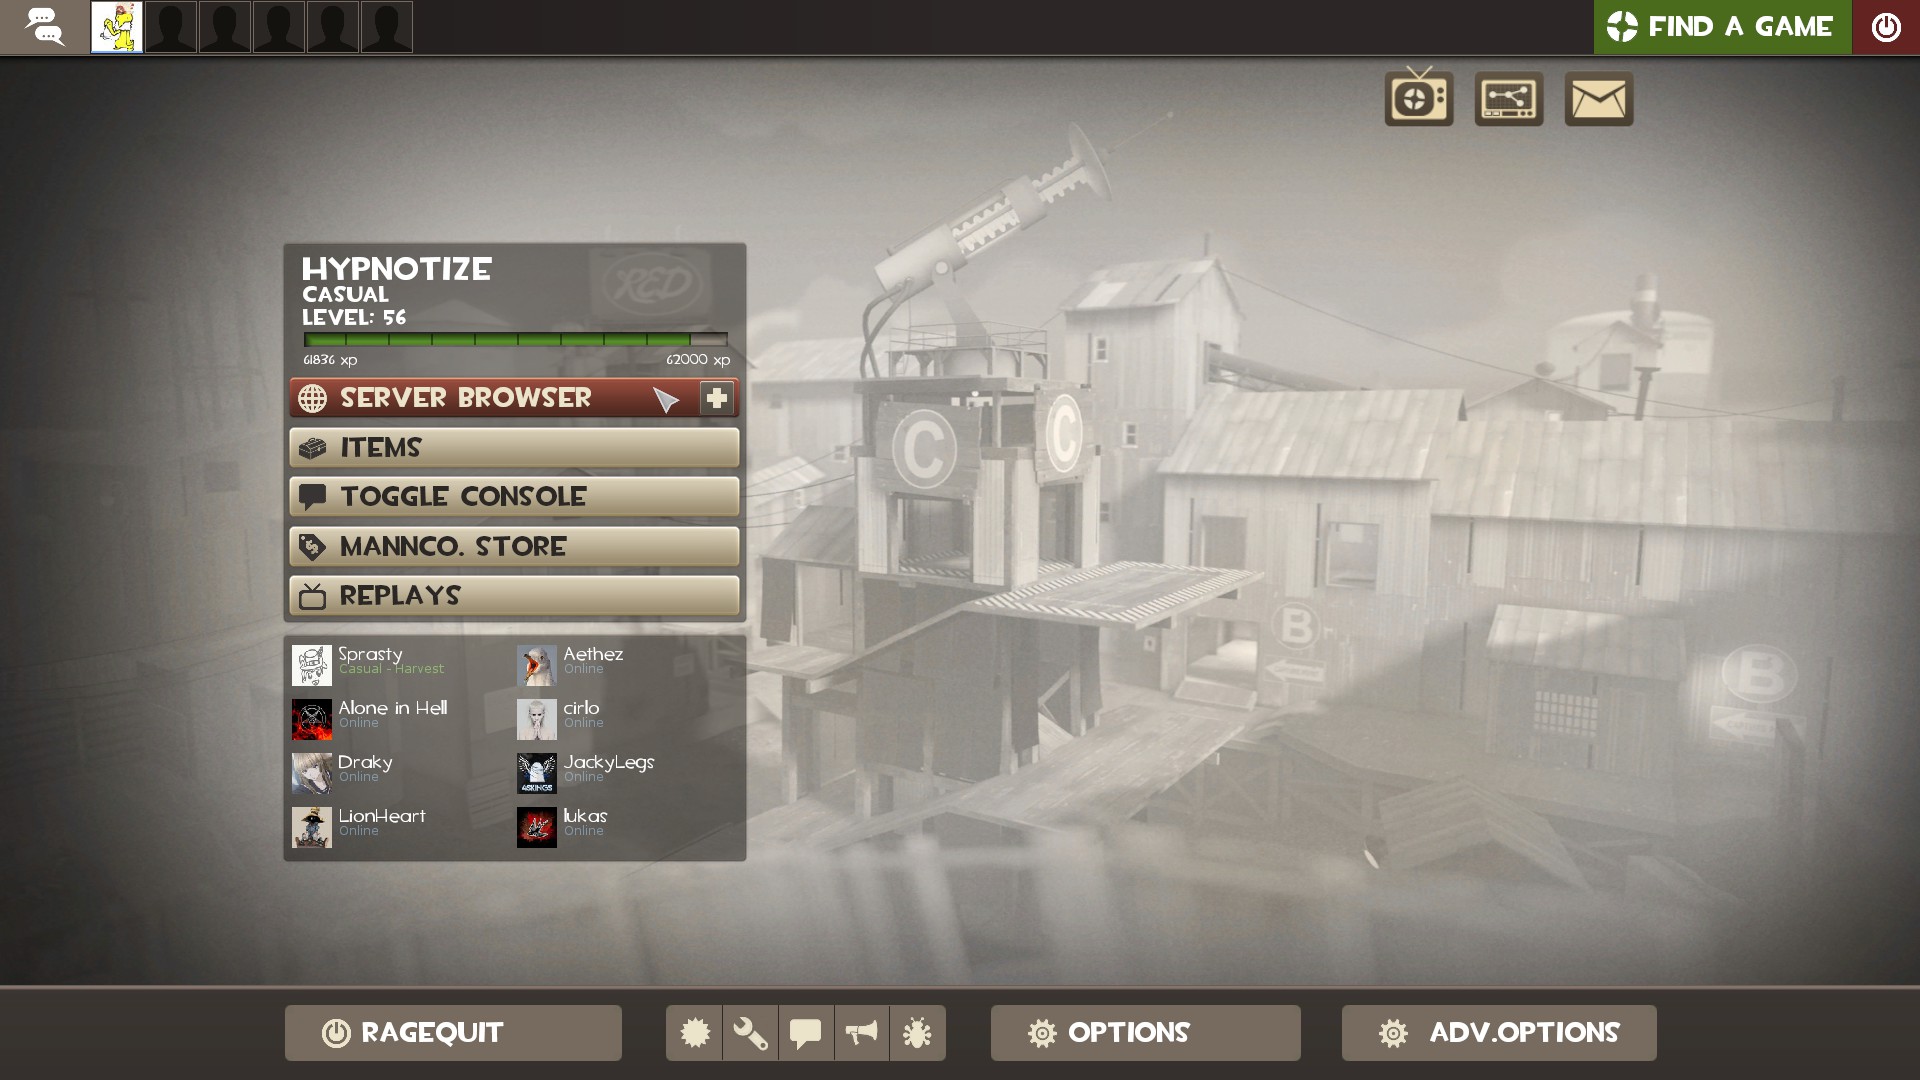 FIND A GAME
HYPNOTIZE
CASUAL
LEVEL: 56
61836 xp
62000 xp
SERVER BROWSER
ITEMS
TOGGLE CONSOLE
MANNCO. STORE
REPLAYS
RED
C
C
B
B
Sprasty
Casual - Harvest
Aethez
Online
Alone in Hell
Online
cirlo
Online
Draky
Online
JackyLegs
Online
4SKINGS
LionHeart
Online
lukas
Online
RAGEQUIT
OPTIONS
ADV.OPTIONS